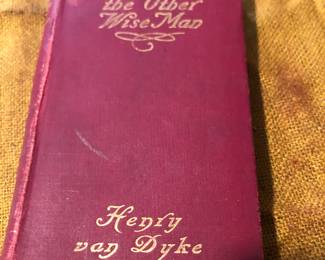 the Other
Wise Man
Henry
van Dyke